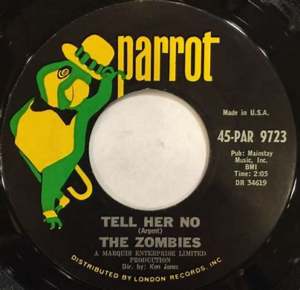 parrot
Made in U.S.A.
45-PAR 9723
Pub: Mainstay
Music, Inc.
BMI
Time: 2:05
DR 34619
TELL HER NO
(Argent)
THE ZOMBIES
A MARQUIS ENTERPRISE LIMITED
PRODUCTION
Dir. by: Ken Jones
DISTRIBUTED BY LONDON RECORDS, INC.